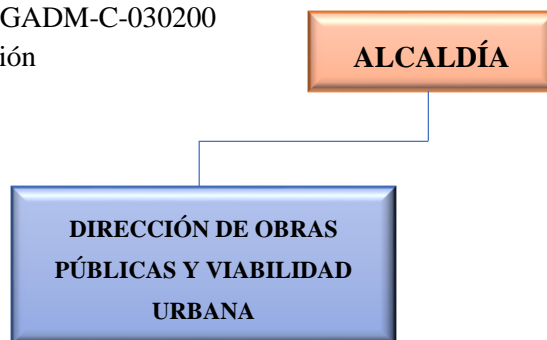 GADM-C-030200
ión
ALCALDÍA
DIRECCIÓN DE OBRAS
PÚBLICAS Y VIABILIDAD
URBANA